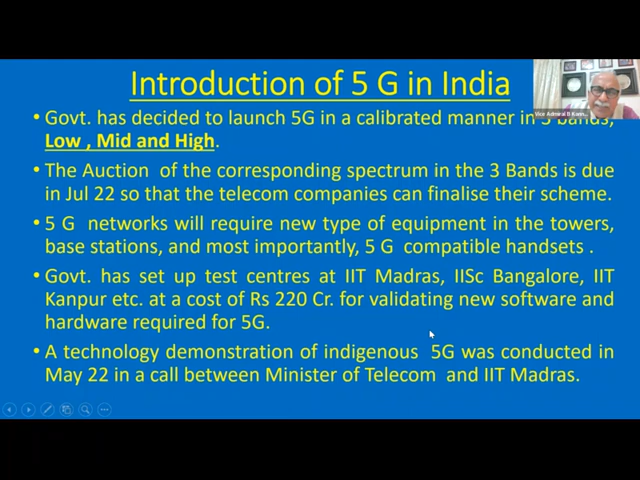 Introduction of 5 G in India
• Govt. has decided to launch 5G in a calibrated manner in 3 bands,
Low , Mid and High.
• The Auction of the corresponding spectrum in the 3 Bands is due
in Jul 22 so that the telecom companies can finalise their scheme.
• 5 G networks will require new type of equipment in the towers,
base stations, and most importantly, 5 G compatible handsets .
• Govt. has set up test centres at IIT Madras, IISc Bangalore, IIT
Kanpur etc. at a cost of Rs 220 Cr. for validating new software and
hardware required for 5G.
• A technology demonstration of indigenous 5G was conducted in
May 22 in a call between Minister of Telecom and IIT Madras.
Vice Admiral B